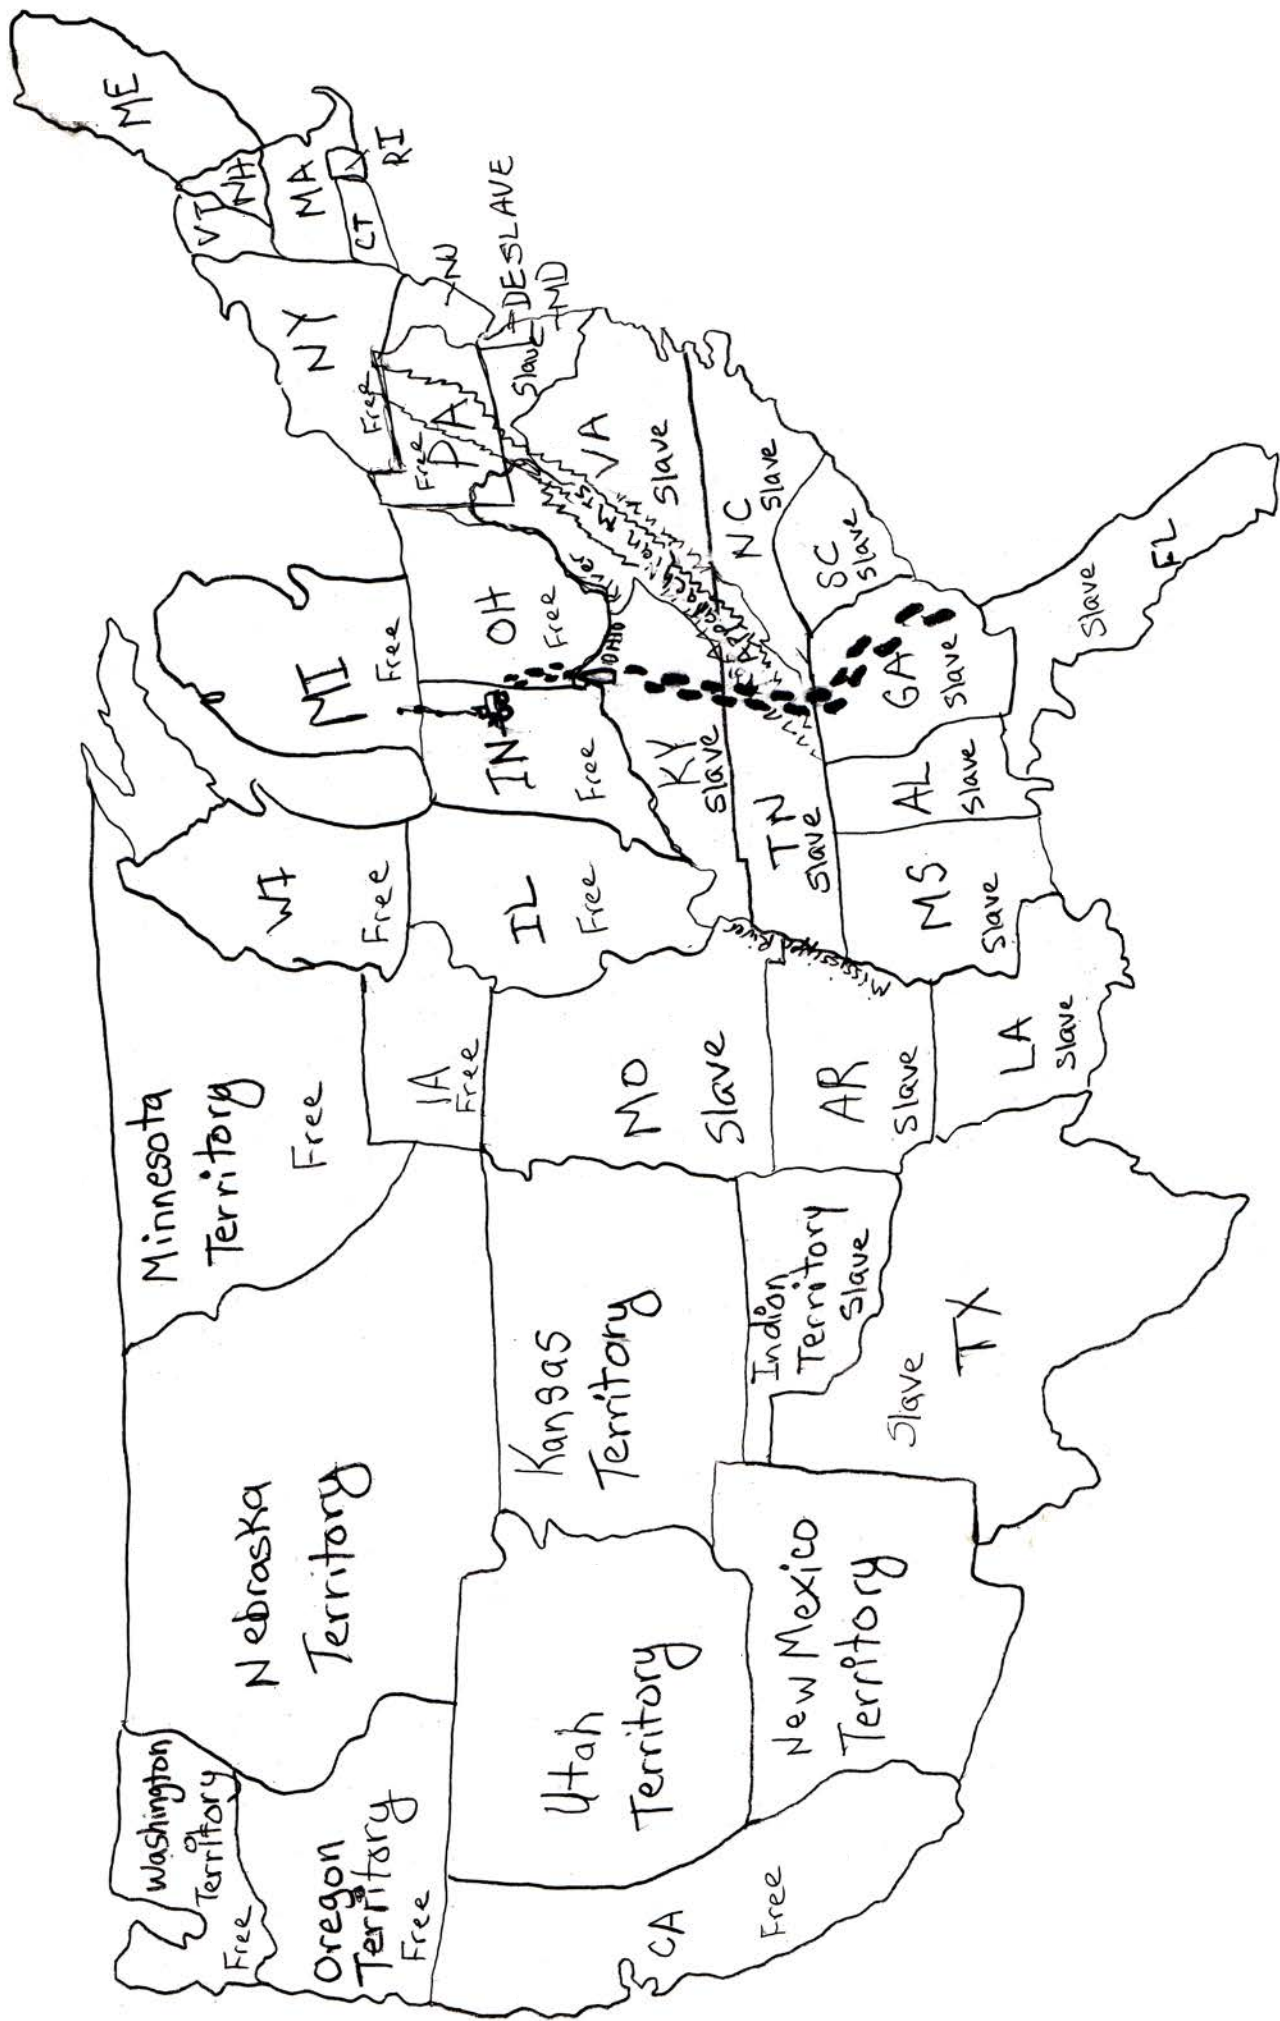 Washington
Territory
Free
Oregon
Territory
Free
CA
Free
Nebraska
Territory
Utah
Territory
New Mexico
Territory
Minnesota
Territory
Free
Kansas
Territory
Indian
Territory
Slave
Slave
TX
IA
Free
MO
Slave
AR
Slave
LA
Slave
Mississippi River
WI
Free
IL
Free
MI
Free
IN
Free
OH
Free
OHIO
KY
Slave
TN
Slave
MS
Slave
AL
Slave
GA
Slave
Slave
FL
SC
Slave
NC
Slave
VA
Slave
Mts
Free
PA
NY
Free
Slave
-MD
-DESLAVE
-NJ
VT
NH
ME
MA
CT
RI